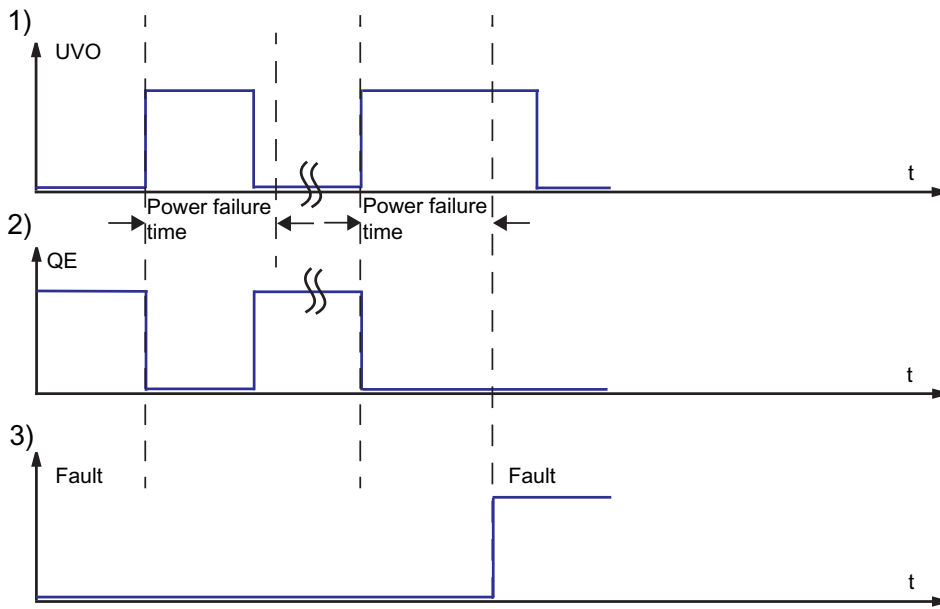 1)
UVO
t
Power failure
time
Power failure
time
2)
QE
t
3)
Fault
Fault
t